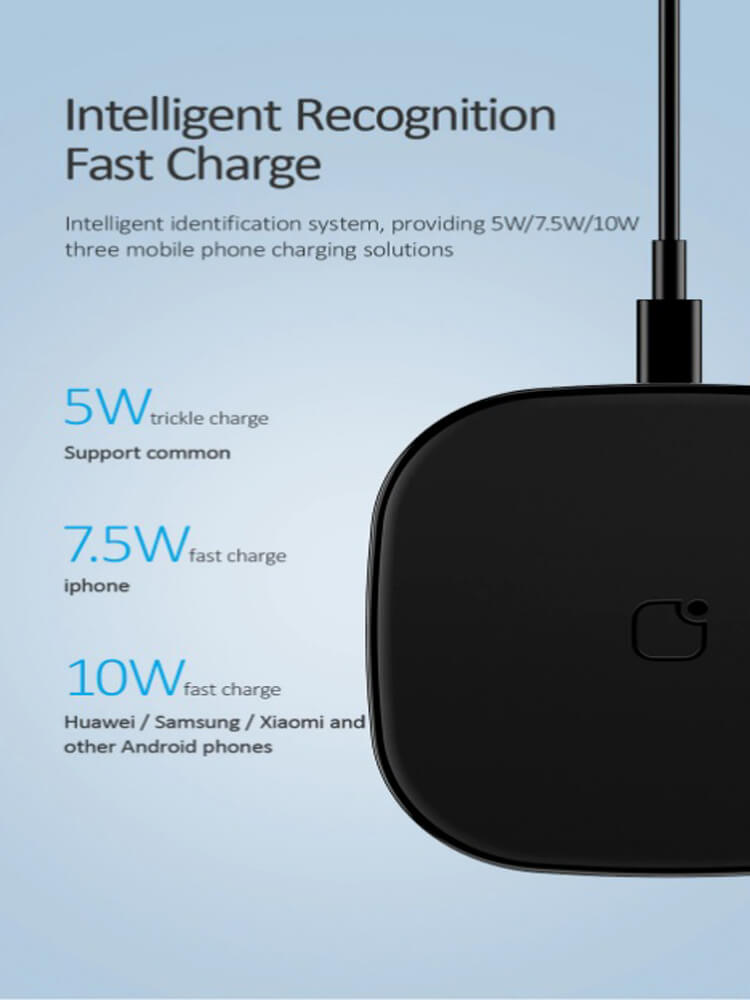 Intelligent Recognition
Fast Charge
Intelligent identification system, providing 5W/7.5W/10W
three mobile phone charging solutions
5W trickle charge
Support common
7.5W fast charge
iphone
10W fast charge
Huawei / Samsung / Xiaomi and
other Android phones